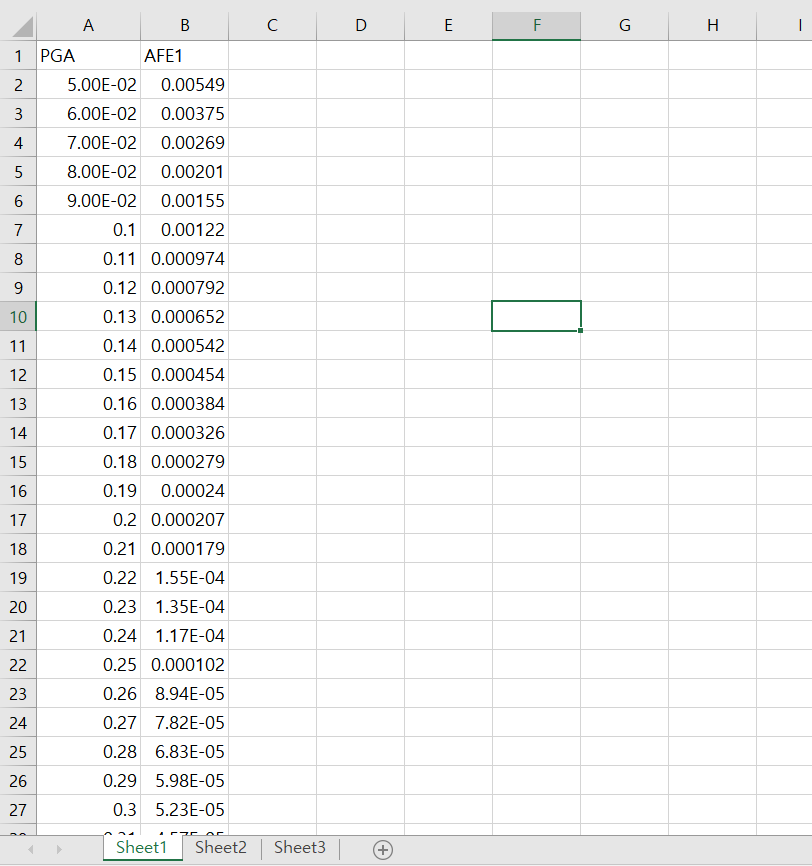 A B C D E F G H I
1 PGA AFE1
2 5.00E-02 0.00549
3 6.00E-02 0.00375
4 7.00E-02 0.00269
5 8.00E-02 0.00201
6 9.00E-02 0.00155
7 0.1 0.00122
8 0.11 0.000974
9 0.12 0.000792
10 0.13 0.000652
11 0.14 0.000542
12 0.15 0.000454
13 0.16 0.000384
14 0.17 0.000326
15 0.18 0.000279
16 0.19 0.00024
17 0.2 0.000207
18 0.21 0.000179
19 0.22 1.55E-04
20 0.23 1.35E-04
21 0.24 1.17E-04
22 0.25 0.000102
23 0.26 8.94E-05
24 0.27 7.82E-05
25 0.28 6.83E-05
26 0.29 5.98E-05
27 0.3 5.23E-05
Sheet1 Sheet2 Sheet3